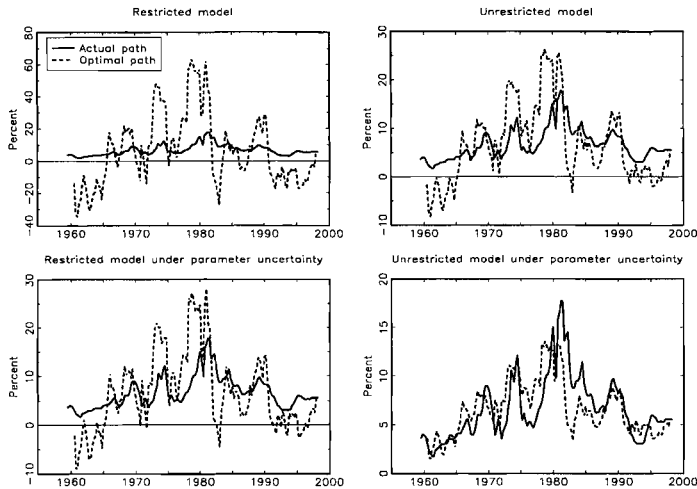 Restricted model
Unrestricted model
Actual path
Optimal path
Percent
80
60
40
20
0
-20
-40
1960 1970 1980 1990 2000
Percent
30
20
10
0
-10
1960 1970 1980 1990 2000
Restricted model under parameter uncertainty
Unrestricted model under parameter uncertainty
Percent
30
20
10
0
-10
1960 1970 1980 1990 2000
Percent
20
15
10
5
0
1960 1970 1980 1990 2000